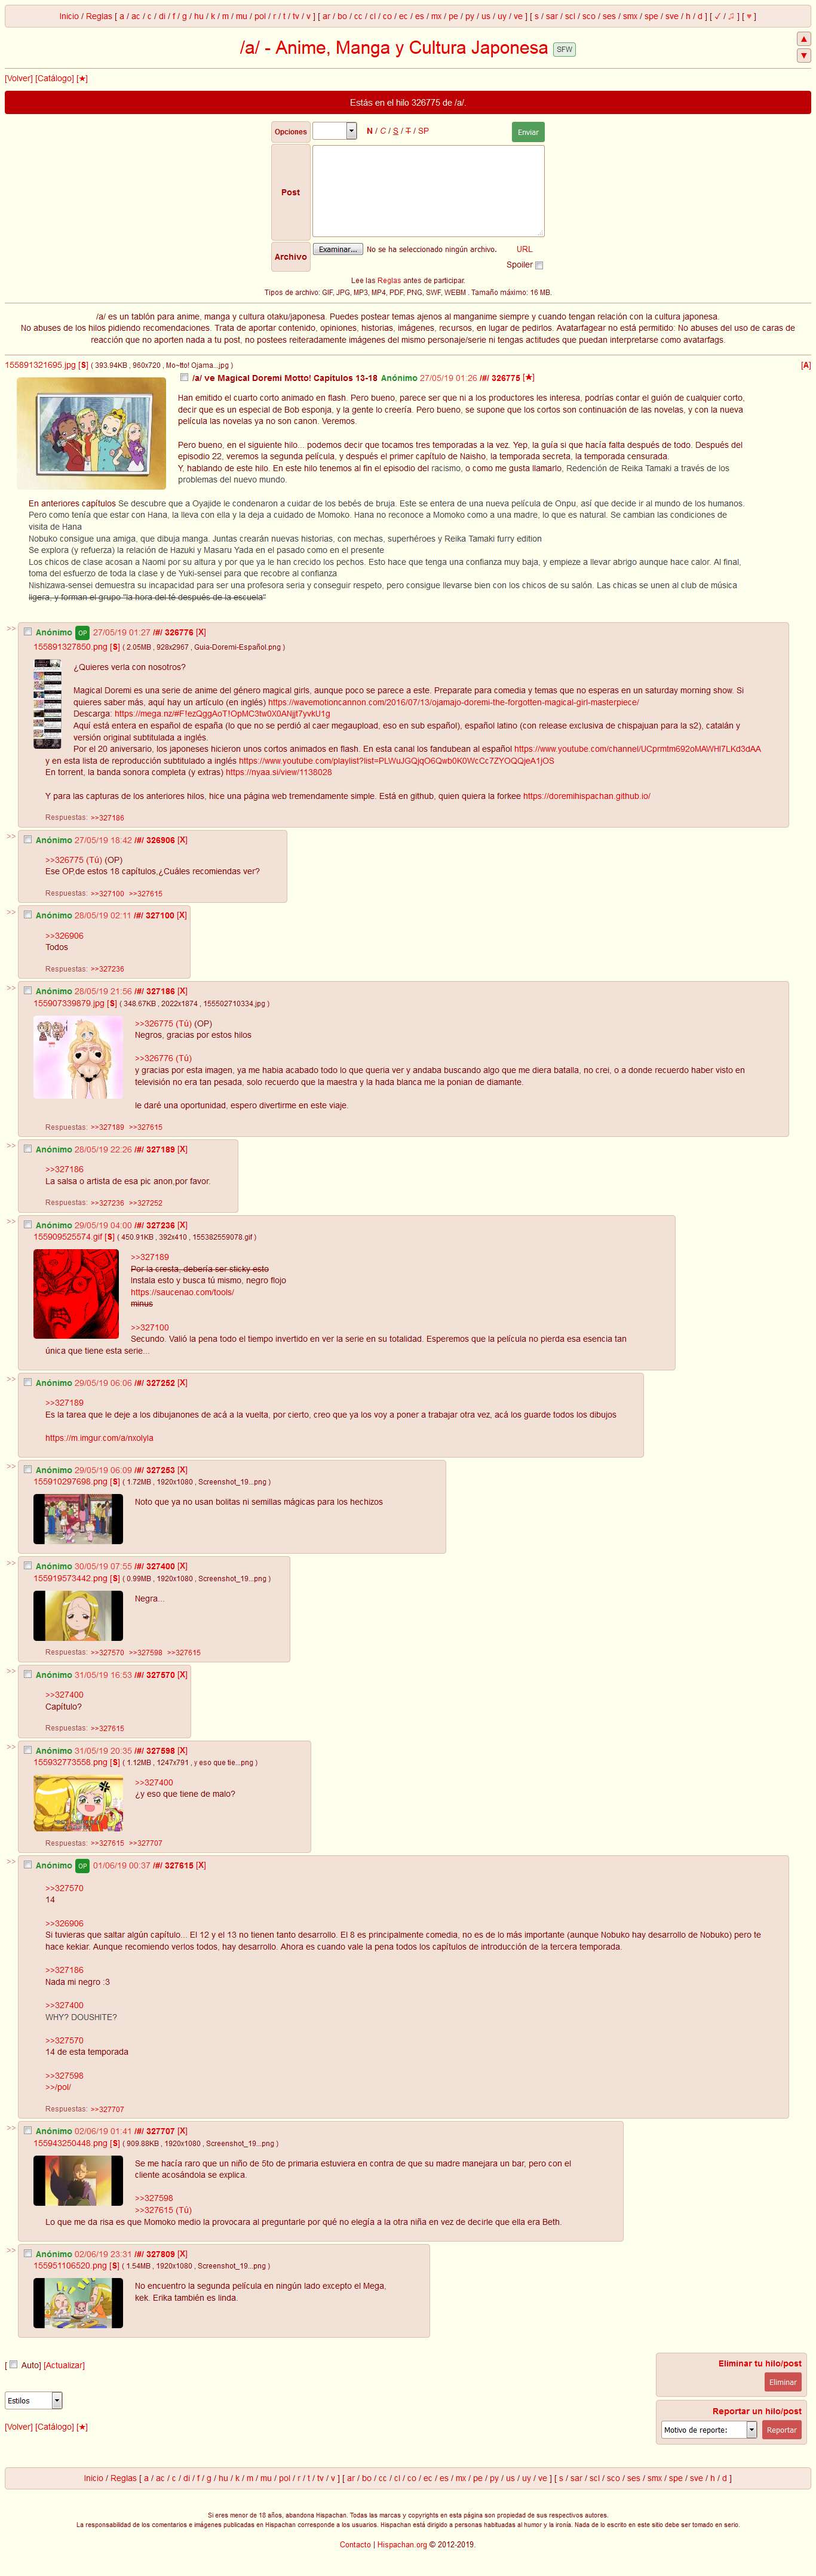 Inicio / Reglas [ a / ac / c / di / f / g / hu / k / m / mu / pol / r / t / tv / v ] [ ar / bo / cc / cl / co / ec / es / mx / pe / py / us / uy / ve ] [ s / sar / scl / sco / ses / smx / spe / sve / h / d ] [ ✓ / ♫ ] [ ♥ ]
/a/ - Anime, Manga y Cultura Japonesa SFW
▲
▼
[Volver] [Catálogo] [★]
Estás en el hilo 326775 de /a/.
Opciones N / C / S / T / SP Enviar
Post
Archivo Examinar... No se ha seleccionado ningún archivo. URL
Spoiler
Lee las Reglas antes de participar.
Tipos de archivo: GIF, JPG, MP3, MP4, PDF, PNG, SWF, WEBM . Tamaño máximo: 16 MB.
/a/ es un tablón para anime, manga y cultura otaku/japonesa. Puedes postear temas ajenos al manganime siempre y cuando tengan relación con la cultura japonesa.
No abuses de los hilos pidiendo recomendaciones. Trata de aportar contenido, opiniones, historias, imágenes, recursos, en lugar de pedirlos. Avatarfagear no está permitido: No abuses del uso de caras de
reacción que no aporten nada a tu post, no postees reiteradamente imágenes del mismo personaje/serie ni tengas actitudes que puedan interpretarse como avatarfags.
155891321695.jpg [S] ( 393.94KB , 960x720 , Mo~tto! Ojama...jpg ) [A]
/a/ ve Magical Doremi Motto! Capítulos 13-18 Anónimo 27/05/19 01:26 /#/ 326775 [★]
Han emitido el cuarto corto animado en flash. Pero bueno, parece ser que ni a los productores les interesa, podrías contar el guión de cualquier corto,
decir que es un especial de Bob esponja, y la gente lo creería. Pero bueno, se supone que los cortos son continuación de las novelas, y con la nueva
película las novelas ya no son canon. Veremos.
Pero bueno, en el siguiente hilo... podemos decir que tocamos tres temporadas a la vez. Yep, la guía si que hacía falta después de todo. Después del
episodio 22, veremos la segunda película, y después el primer capítulo de Naisho, la temporada secreta, la temporada censurada.
Y, hablando de este hilo. En este hilo tenemos al fin el episodio del racismo, o como me gusta llamarlo, Redención de Reika Tamaki a través de los
problemas del nuevo mundo.
En anteriores capítulos Se descubre que a Oyajide le condenaron a cuidar de los bebés de bruja. Este se entera de una nueva película de Onpu, así que decide ir al mundo de los humanos.
Pero como tenía que estar con Hana, la lleva con ella y la deja a cuidado de Momoko. Hana no reconoce a Momoko como a una madre, lo que es natural. Se cambian las condiciones de
visita de Hana
Nobuko consigue una amiga, que dibuja manga. Juntas crearán nuevas historias, con mechas, superhéroes y Reika Tamaki furry edition
Se explora (y refuerza) la relación de Hazuki y Masaru Yada en el pasado como en el presente
Los chicos de clase acosan a Naomi por su altura y por que ya le han crecido los pechos. Esto hace que tenga una confianza muy baja, y empieze a llevar abrigo aunque hace calor. Al final,
toma del esfuerzo de toda la clase y de Yuki-sensei para que recobre al confianza
Nishizawa-sensei demuestra su incapacidad para ser una profesora seria y conseguir respeto, pero consigue llevarse bien con los chicos de su salón. Las chicas se unen al club de música
ligera, y forman el grupo "la hora del té después de la escuela"
>> Anónimo OP 27/05/19 01:27 /#/ 326776 [X]
155891327850.png [S] ( 2.05MB , 928x2967 , Guia-Doremi-Español.png )
¿Quieres verla con nosotros?
Magical Doremi es una serie de anime del género magical girls, aunque poco se parece a este. Preparate para comedia y temas que no esperas en un saturday morning show. Si
quieres saber más, aquí hay un artículo (en inglés) https://wavemotioncannon.com/2016/07/13/ojamajo-doremi-the-forgotten-magical-girl-masterpiece/
Descarga: https://mega.nz/#F!ezQggAoT!OpMC3tw0X0ANjjf7yvkU1g
Aquí está entera en español de españa (lo que no se perdió al caer megaupload, eso en sub español), español latino (con release exclusiva de chispajuan para la s2), catalán y
versión original subtitulada a inglés.
Por el 20 aniversario, los japoneses hicieron unos cortos animados en flash. En esta canal los fandubean al español https://www.youtube.com/channel/UCprmtm692oMAWHl7LKd3dAA
y en esta lista de reproducción subtitulado a inglés https://www.youtube.com/playlist?list=PLWuJGQjqO6Qwb0K0WcCc7ZYOQQjeA1jOS
En torrent, la banda sonora completa (y extras) https://nyaa.si/view/1138028
Y para las capturas de los anteriores hilos, hice una página web tremendamente simple. Está en github, quien quiera la forkee https://doremihispachan.github.io/
Respuestas: >>327186
>> Anónimo 27/05/19 18:42 /#/ 326906 [X]
>>326775 (Tú) (OP)
Ese OP,de estos 18 capítulos,¿Cuáles recomiendas ver?
Respuestas: >>327100 >>327615
>> Anónimo 28/05/19 02:11 /#/ 327100 [X]
>>326906
Todos
Respuestas: >>327236
>> Anónimo 28/05/19 21:56 /#/ 327186 [X]
155907339879.jpg [S] ( 348.67KB , 2022x1874 , 155502710334.jpg )
>>326775 (Tú) (OP)
Negros, gracias por estos hilos
>>326776 (Tú)
y gracias por esta imagen, ya me habia acabado todo lo que queria ver y andaba buscando algo que me diera batalla, no crei, o a donde recuerdo haber visto en
televisión no era tan pesada, solo recuerdo que la maestra y la hada blanca me la ponian de diamante.
le daré una oportunidad, espero divertirme en este viaje.
Respuestas: >>327189 >>327615
>> Anónimo 28/05/19 22:26 /#/ 327189 [X]
>>327186
La salsa o artista de esa pic anon,por favor.
Respuestas: >>327236 >>327252
>> Anónimo 29/05/19 04:00 /#/ 327236 [X]
155909525574.gif [S] ( 450.91KB , 392x410 , 155382559078.gif )
>>327189
Por la cresta, debería ser sticky esto
Instala esto y busca tú mismo, negro flojo
https://saucenao.com/tools/
minus
>>327100
Secundo. Valió la pena todo el tiempo invertido en ver la serie en su totalidad. Esperemos que la película no pierda esa esencia tan
única que tiene esta serie...
>> Anónimo 29/05/19 06:06 /#/ 327252 [X]
>>327189
Es la tarea que le deje a los dibujanones de acá a la vuelta, por cierto, creo que ya los voy a poner a trabajar otra vez, acá los guarde todos los dibujos
https://m.imgur.com/a/nxolyla
>> Anónimo 29/05/19 06:09 /#/ 327253 [X]
155910297698.png [S] ( 1.72MB , 1920x1080 , Screenshot_19...png )
Noto que ya no usan bolitas ni semillas mágicas para los hechizos
>> Anónimo 30/05/19 07:55 /#/ 327400 [X]
155919573442.png [S] ( 0.99MB , 1920x1080 , Screenshot_19...png )
Negra...
Respuestas: >>327570 >>327598 >>327615
>> Anónimo 31/05/19 16:53 /#/ 327570 [X]
>>327400
Capítulo?
Respuestas: >>327615
>> Anónimo 31/05/19 20:35 /#/ 327598 [X]
155932773558.png [S] ( 1.12MB , 1247x791 , y eso que tie...png )
>>327400
¿y eso que tiene de malo?
Respuestas: >>327615 >>327707
>> Anónimo OP 01/06/19 00:37 /#/ 327615 [X]
>>327570
14
>>326906
Si tuvieras que saltar algún capítulo... El 12 y el 13 no tienen tanto desarrollo. El 8 es principalmente comedia, no es de lo más importante (aunque Nobuko hay desarrollo de Nobuko) pero te
hace kekiar. Aunque recomiendo verlos todos, hay desarrollo. Ahora es cuando vale la pena todos los capítulos de introducción de la tercera temporada.
>>327186
Nada mi negro :3
>>327400
WHY? DOUSHITE?
>>327570
14 de esta temporada
>>327598
>>/pol/
Respuestas: >>327707
>> Anónimo 02/06/19 01:41 /#/ 327707 [X]
155943250448.png [S] ( 909.88KB , 1920x1080 , Screenshot_19...png )
Se me hacía raro que un niño de 5to de primaria estuviera en contra de que su madre manejara un bar, pero con el
cliente acosándola se explica.
>>327598
>>327615 (Tú)
Lo que me da risa es que Momoko medio la provocara al preguntarle por qué no elegía a la otra niña en vez de decirle que ella era Beth.
>> Anónimo 02/06/19 23:31 /#/ 327809 [X]
155951106520.png [S] ( 1.54MB , 1920x1080 , Screenshot_19...png )
No encuentro la segunda película en ningún lado excepto el Mega,
kek. Erika también es linda.
[ Auto] [Actualizar]
Eliminar tu hilo/post
Eliminar
Estilos
Reportar un hilo/post
Motivo de reporte: Reportar
[Volver] [Catálogo] [★]
Inicio / Reglas [ a / ac / c / di / f / g / hu / k / m / mu / pol / r / t / tv / v ] [ ar / bo / cc / cl / co / ec / es / mx / pe / py / us / uy / ve ] [ s / sar / scl / sco / ses / smx / spe / sve / h / d ]
Si eres menor de 18 años, abandona Hispachan. Todas las marcas y copyrights en esta página son propiedad de sus respectivos autores.
La responsabilidad de los comentarios e imágenes publicadas en Hispachan corresponde a los usuarios. Hispachan está dirigido a personas habituadas al humor y la ironía. Nada de lo escrito en este sitio debe ser tomado en serio.
Contacto | Hispachan.org © 2012-2019.